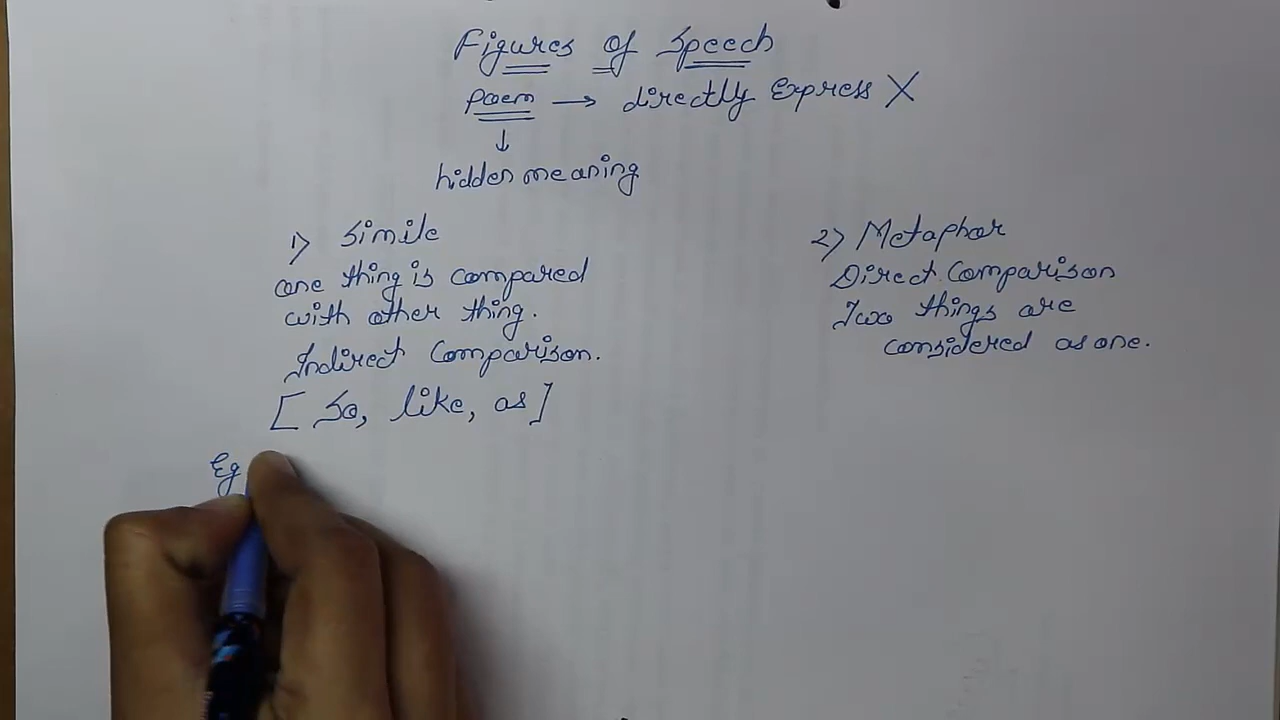 Figures of Speech
Poem → directly Express X
↓
hidden meaning
1) Simile
one thing is compared
with other thing.
Indirect Comparison.
[ So, like, as ]
Eg
2) Metaphor
Direct Comparison
Two things are
considered as one.